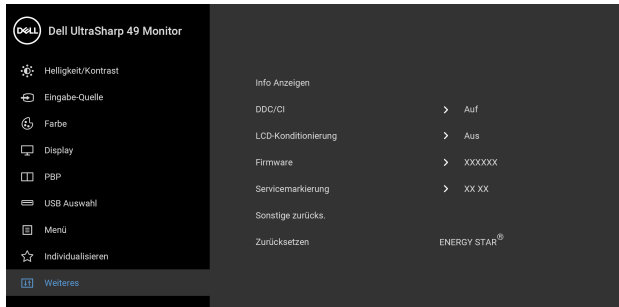 DELL Dell UltraSharp 49 Monitor
Helligkeit/Kontrast
Eingabe-Quelle
Farbe
Display
PBP
USB Auswahl
Menü
Individualisieren
Weiteres
Info Anzeigen
DDC/CI > Auf
LCD-Konditionierung > Aus
Firmware > XXXXXX
Servicemarkierung > XX XX
Sonstige zurücks.
Zurücksetzen ENERGY STAR®